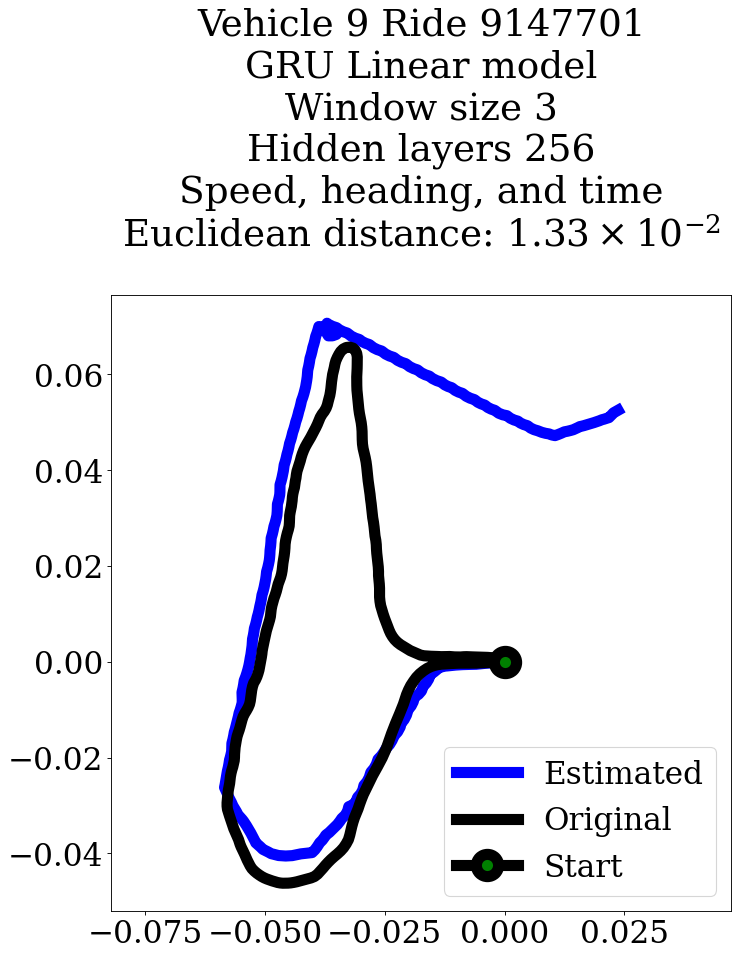 Vehicle 9 Ride 9147701
GRU Linear model
Window size 3
Hidden layers 256
Speed, heading, and time
Euclidean distance: 1.33 × 10⁻²
0.06
0.04
0.02
0.00
−0.02
−0.04
−0.075 −0.050 −0.025 0.000 0.025
Estimated
Original
Start